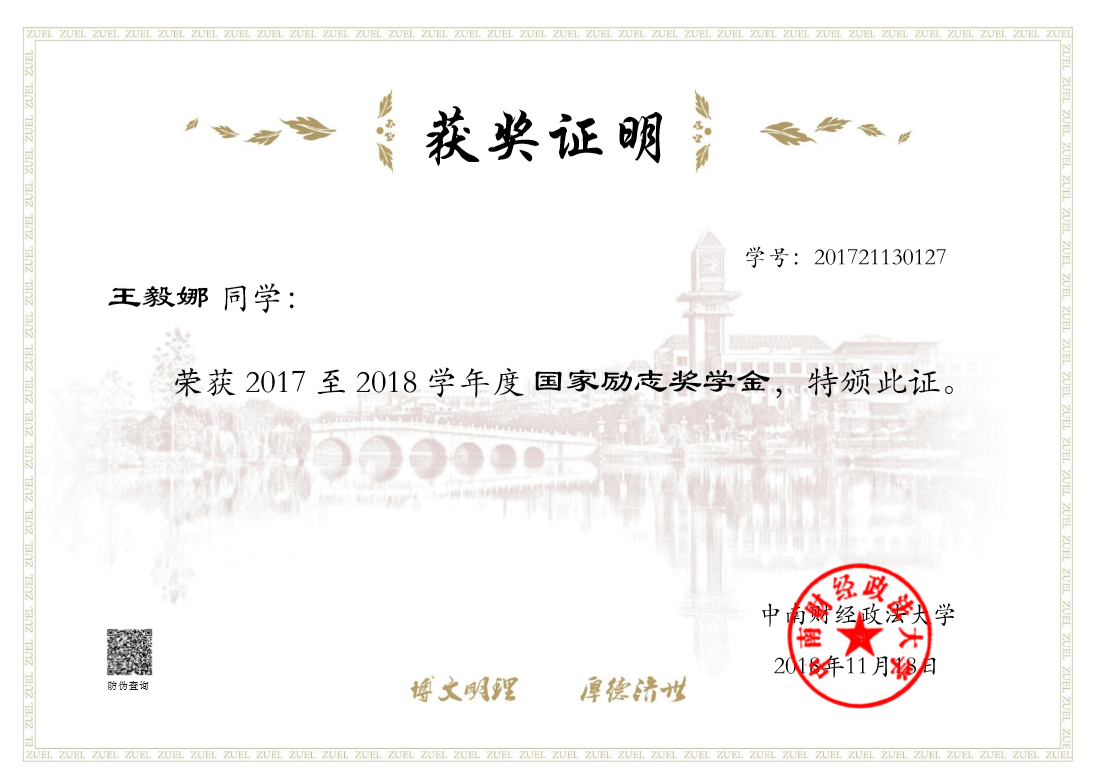 获奖证明
学号：201721130127
王毅娜 同学：
荣获 2017 至 2018 学年度 国家励志奖学金，特颁此证。
中南财经政法大学
2018年11月18日
中南财经政法大学
防伪查询
博文明理 厚德济世